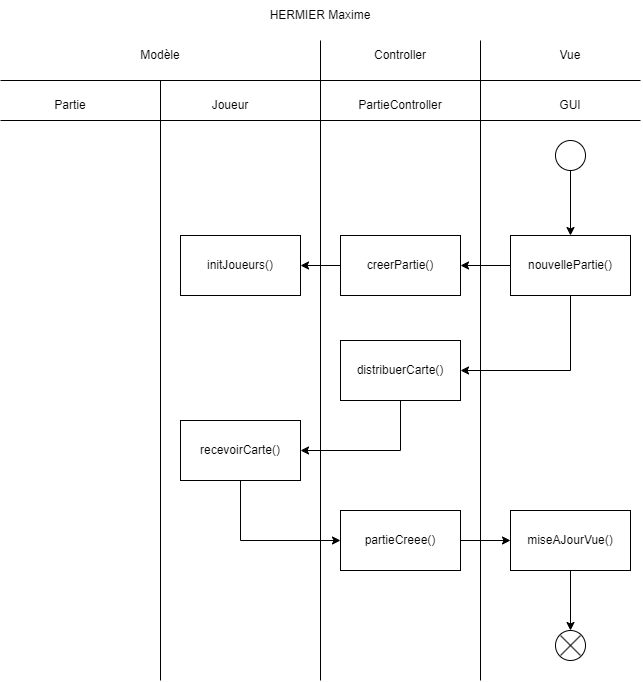 HERMIER Maxime
Modèle
Controller
Vue
Partie
Joueur
PartieController
GUI
initJoueurs()
creerPartie()
nouvellePartie()
distribuerCarte()
recevoirCarte()
partieCreee()
miseAJourVue()